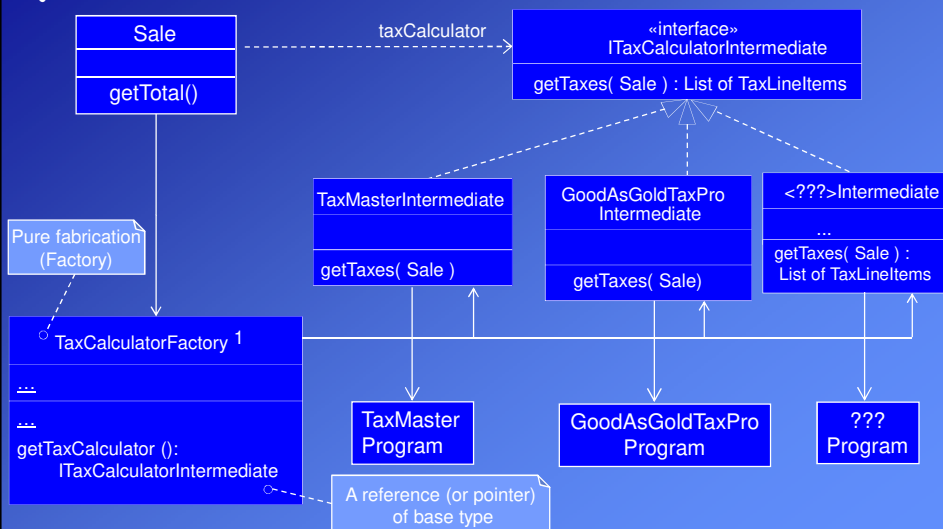 Sale
getTotal()
taxCalculator
«interface»
ITaxCalculatorIntermediate
getTaxes( Sale ) : List of TaxLineItems
TaxMasterIntermediate
getTaxes( Sale )
GoodAsGoldTaxPro
Intermediate
getTaxes( Sale)
<???>Intermediate
...
getTaxes( Sale ) :
List of TaxLineItems
Pure fabrication
(Factory)
TaxCalculatorFactory 1
...
...
getTaxCalculator ():
ITaxCalculatorIntermediate
TaxMaster
Program
GoodAsGoldTaxPro
Program
???
Program
A reference (or pointer)
of base type